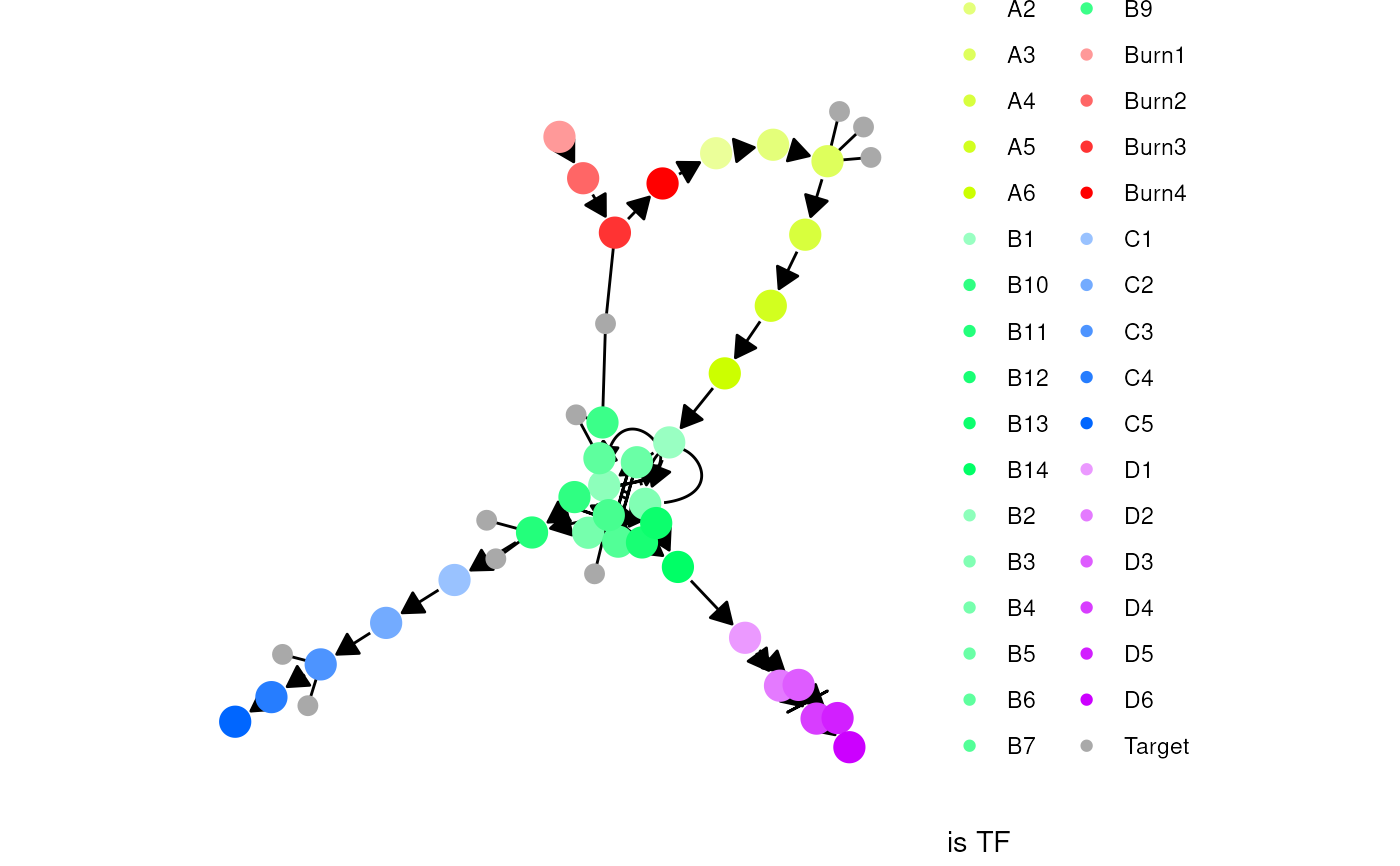 A2 B9
A3 Burn1
A4 Burn2
A5 Burn3
A6 Burn4
B1 C1
B10 C2
B11 C3
B12 C4
B13 C5
B14 D1
B2 D2
B3 D3
B4 D4
B5 D5
B6 D6
B7 Target
is TF